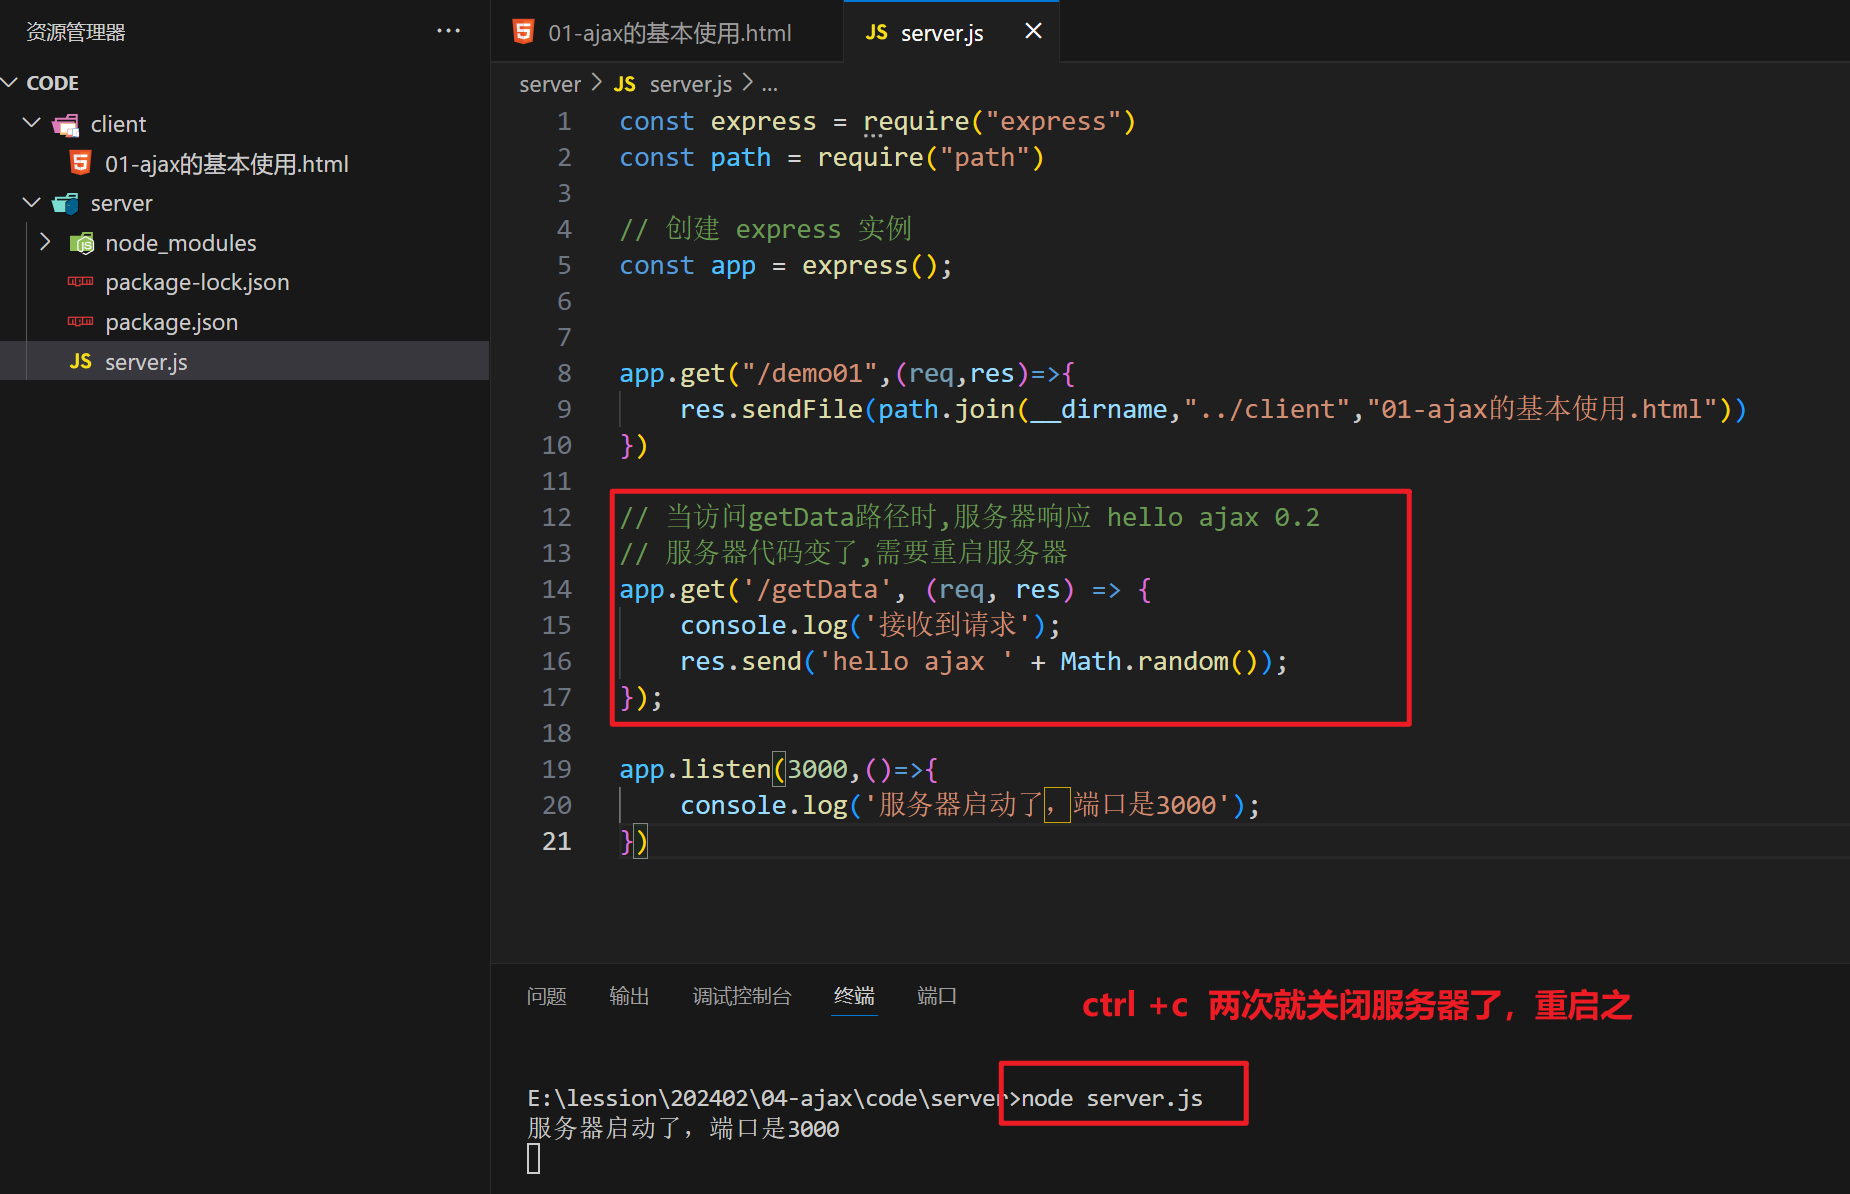 资源管理器
CODE
client
01-ajax的基本使用.html
server
node_modules
package-lock.json
package.json
JS server.js
01-ajax的基本使用.html
JS server.js
server > JS server.js > ...
1 const express = require("express")
2 const path = require("path")
3
4 // 创建 express 实例
5 const app = express();
6
7
8 app.get("/demo01",(req,res)=>{
9 res.sendFile(path.join(__dirname,"../client","01-ajax的基本使用.html"))
10 })
11
12 // 当访问getData路径时,服务器响应 hello ajax 0.2
13 // 服务器代码变了,需要重启服务器
14 app.get('/getData', (req, res) => {
15 console.log('接收到请求');
16 res.send('hello ajax ' + Math.random());
17 });
18
19 app.listen(3000,()=>{
20 console.log('服务器启动了，端口是3000');
21 })
问题 输出 调试控制台 终端 端口
ctrl +c 两次就关闭服务器了，重启之
E:\lession\202402\04-ajax\code\server>node server.js
服务器启动了，端口是3000